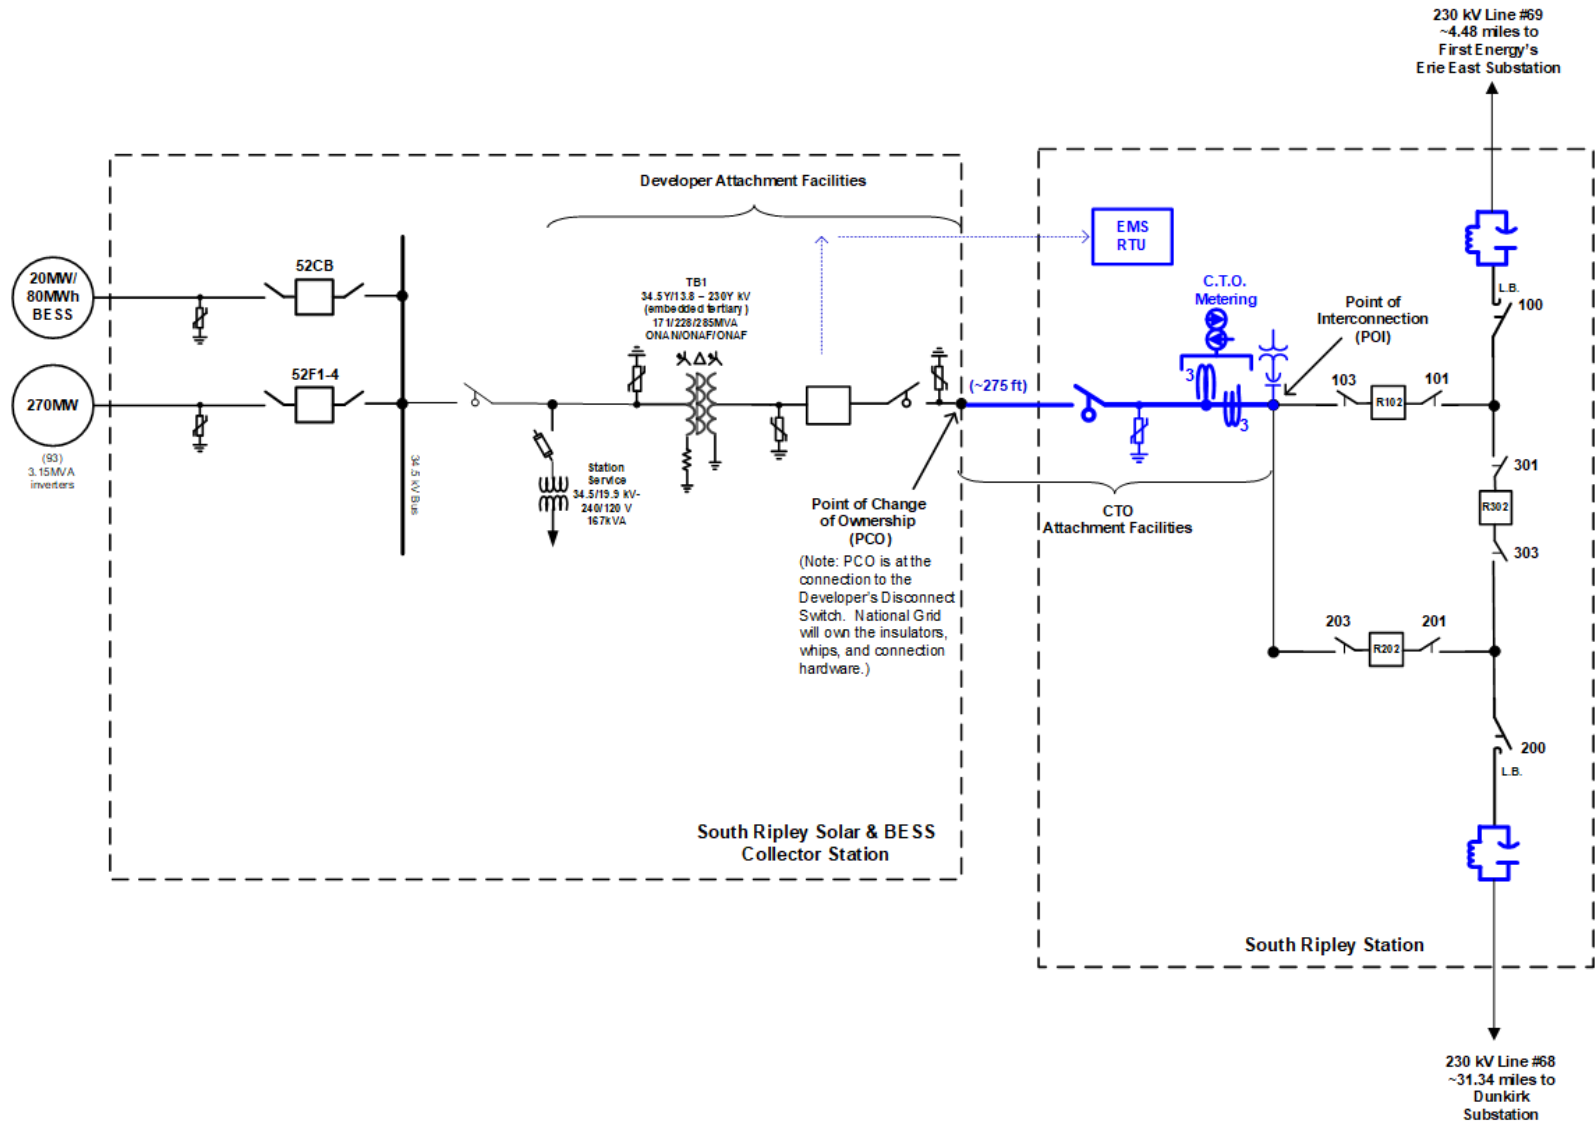 230 kV Line #69
~4.48 miles to
First Energy's
Erie East Substation
Developer Attachment Facilities
EMS
RTU
20MW/
80MWh
BESS
52CB
TB1
34.5Y/13.8 – 230Y kV
(embedded tertiary)
171/228/285MVA
ONAN/ONAF/ONAF
C.T.O.
Metering
Point of
Interconnection
(POI)
L.B.
100
270MW
(93)
3.15MVA
inverters
52F1-4
34.5 kV Bus
(~275 ft)
3
3
103
R102
101
Station
Service
34.5/19.9 kV-
240/120 V
167kVA
Point of Change
of Ownership
(PCO)
(Note: PCO is at the
connection to the
Developer's Disconnect
Switch. National Grid
will own the insulators,
whips, and connection
hardware.)
CTO
Attachment Facilities
301
R302
303
203
R202
201
200
L.B.
South Ripley Solar & BESS
Collector Station
South Ripley Station
230 kV Line #68
~31.34 miles to
Dunkirk
Substation